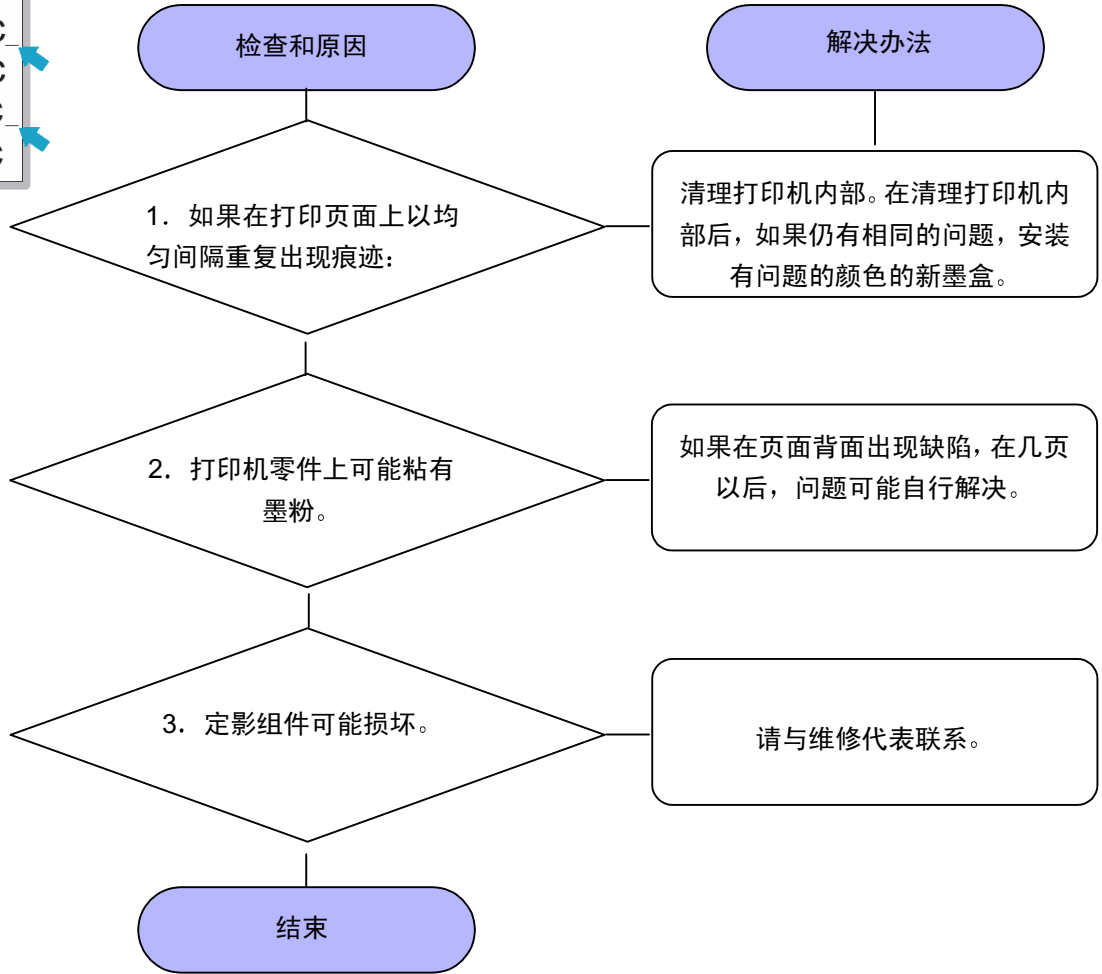 C_
C
C_
C
检查和原因
解决办法
1. 如果在打印页面上以均
匀间隔重复出现痕迹：
清理打印机内部。在清理打印机内
部后，如果仍有相同的问题，安装
有问题的颜色的新墨盒。
2. 打印机零件上可能粘有
墨粉。
如果在页面背面出现缺陷，在几页
以后，问题可能自行解决。
3. 定影组件可能损坏。
请与维修代表联系。
结束